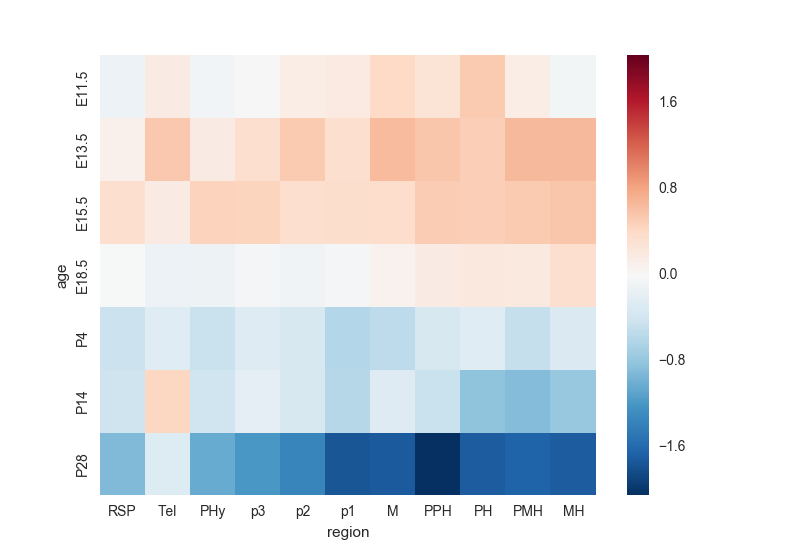 E11.5
E13.5
E15.5
E18.5
P4
P14
P28
age
RSP Tel PHy p3 p2 p1 M PPH PH PMH MH
region
1.6
0.8
0.0
−0.8
−1.6